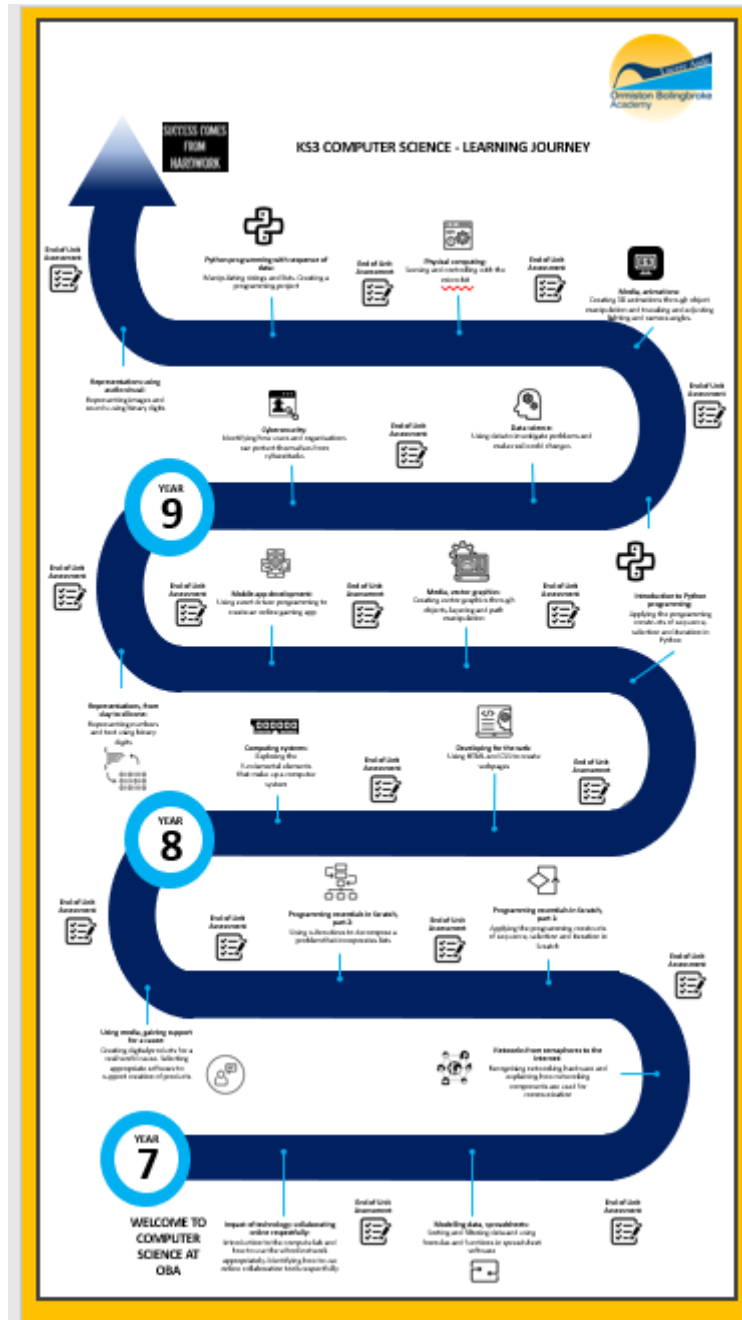 Lucere Aude
Ormiston Bolingbroke
Academy
SUCCESS COMES
FROM
HARDWORK
KS3 COMPUTER SCIENCE - LEARNING JOURNEY
End of Unit
Assessment
Python programming with sequence of
data:
Manipulating strings and lists. Creating a
programming project
End of Unit
Assessment
Physical computing:
Sensing and controlling with the
micro:bit
End of Unit
Assessment
Media, animations:
Creating 3D animations through object
manipulation and tweaking and adjusting
lighting and camera angles.
Representations using
audiovisual:
Representing images and
sounds using binary digits
Cybersecurity:
Identifying how users and organisations
can protect themselves from
cyberattacks
End of Unit
Assessment
Data science:
Using data to investigate problems and
make real world changes
End of Unit
Assessment
YEAR
9
End of Unit
Assessment
End of Unit
Assessment
Mobile app development:
Using event driven programming to
create an online gaming app
End of Unit
Assessment
Media, vector graphics:
Creating vector graphics through
objects, layering and path
manipulation
End of Unit
Assessment
Introduction to Python
programming:
Applying the programming
constructs of sequence,
selection and iteration in
Python
Representations, from
clay to silicon:
Representing numbers
and text using binary
digits
Computing systems:
Exploring the
fundamental elements
that make up a computer
system
End of Unit
Assessment
Developing for the web:
Using HTML and CSS to create
webpages
End of Unit
Assessment
YEAR
8
End of Unit
Assessment
End of Unit
Assessment
Programming essentials in Scratch,
part 2:
Using subroutines to decompose a
problem that incorporates lists
End of Unit
Assessment
Programming essentials in Scratch,
part 1:
Applying the programming constructs
of sequence, selection and iteration in
Scratch
End of Unit
Assessment
Using media, gaining support
for a cause:
Creating digital products for a
real world cause. Selecting
appropriate software to
support creation of products.
Networks from semaphores to the
internet:
Recognising networking hardware and
explaining how networking
components are used for
communication
YEAR
7
WELCOME TO
COMPUTER
SCIENCE AT
OBA
Impact of technology: collaborating
online respectfully:
Introduction to the computer lab and
how to use the school network
appropriately. Identifying how to use
online collaboration tools respectfully
End of Unit
Assessment
Modelling data, spreadsheets:
Sorting and filtering data and using
formulas and functions in spreadsheet
software
End of Unit
Assessment